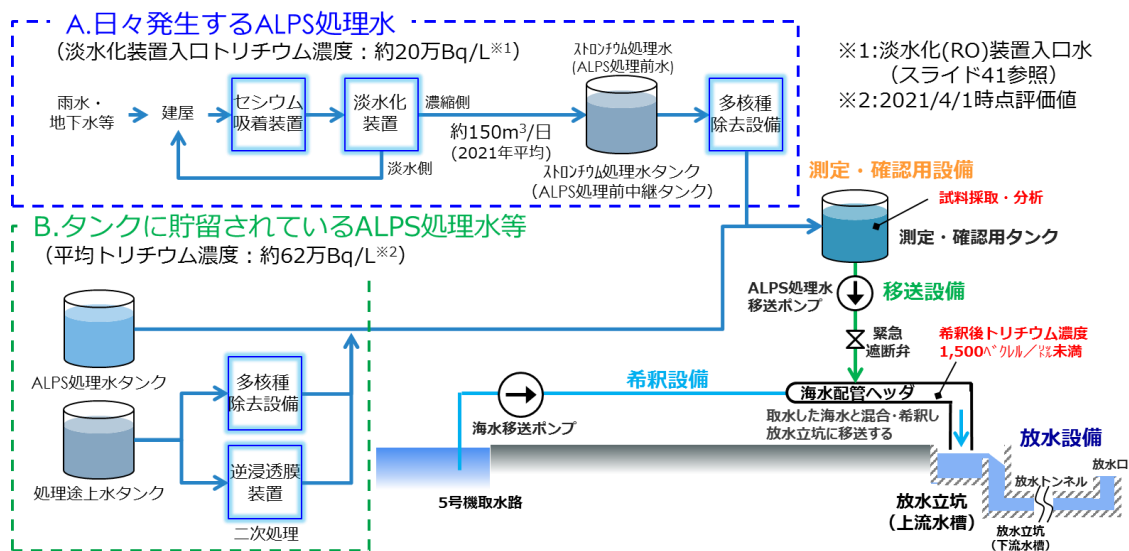 A.日々発生するALPS処理水
（淡水化装置入口トリチウム濃度：約20万Bq/L※1）
雨水・
地下水等
建屋
セシウム
吸着装置
淡水化
装置
濃縮側
約150m3/日
(2021年平均)
淡水側
ストロンチウム処理水
(ALPS処理前水)
ストロンチウム処理水タンク
（ALPS処理前中継タンク）
多核種
除去設備
※1:淡水化(RO)装置入口水
（スライド41参照）
※2:2021/4/1時点評価値
B.タンクに貯留されているALPS処理水等
（平均トリチウム濃度：約62万Bq/L※2）
ALPS処理水タンク
処理途上水タンク
多核種
除去設備
逆浸透膜
装置
二次処理
測定・確認用設備
試料採取・分析
測定・確認用タンク
ALPS処理水
移送ポンプ
移送設備
緊急
遮断弁
希釈後トリチウム濃度
1,500ベクレル／㍑未満
希釈設備
海水移送ポンプ
海水配管ヘッダ
取水した海水と混合・希釈し
放水立坑に移送する
5号機取水路
放水設備
放水口
放水トンネル
放水立坑
（上流水槽）
放水立坑
（下流水槽）